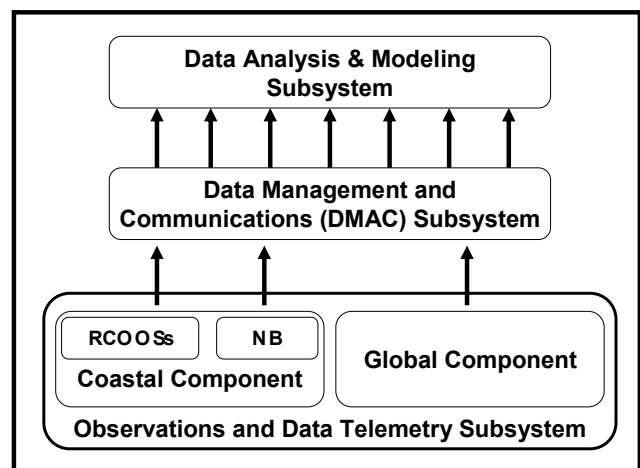 Data Analysis & Modeling
Subsystem
Data Management and
Communications (DMAC) Subsystem
RCOOSs
NB
Coastal Component
Global Component
Observations and Data Telemetry Subsystem